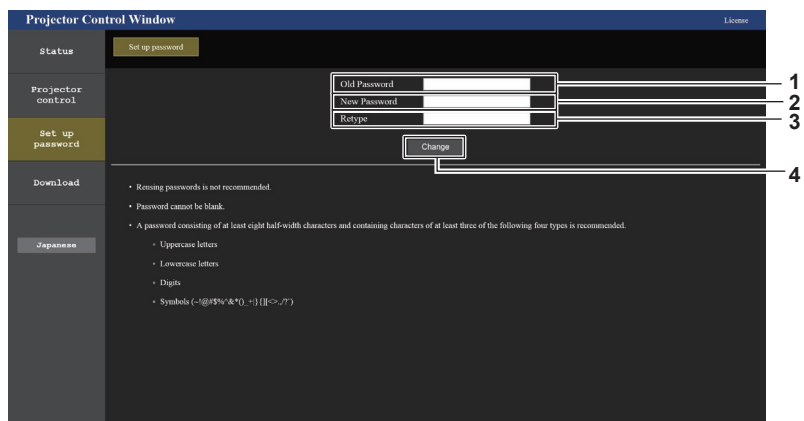 Projector Control Window
License
Status
Set up password
Projector
control
Set up
password
Download
Japanese
Old Password
1
New Password
2
Retype
3
Change
4
• Reusing passwords is not recommended.
• Password cannot be blank.
• A password consisting of at least eight half-width characters and containing characters of at least three of the following four types is recommended.
Uppercase letters
Lowercase letters
Digits
Symbols (~!@#$%^&*()_+|}{][<>.,/?`)